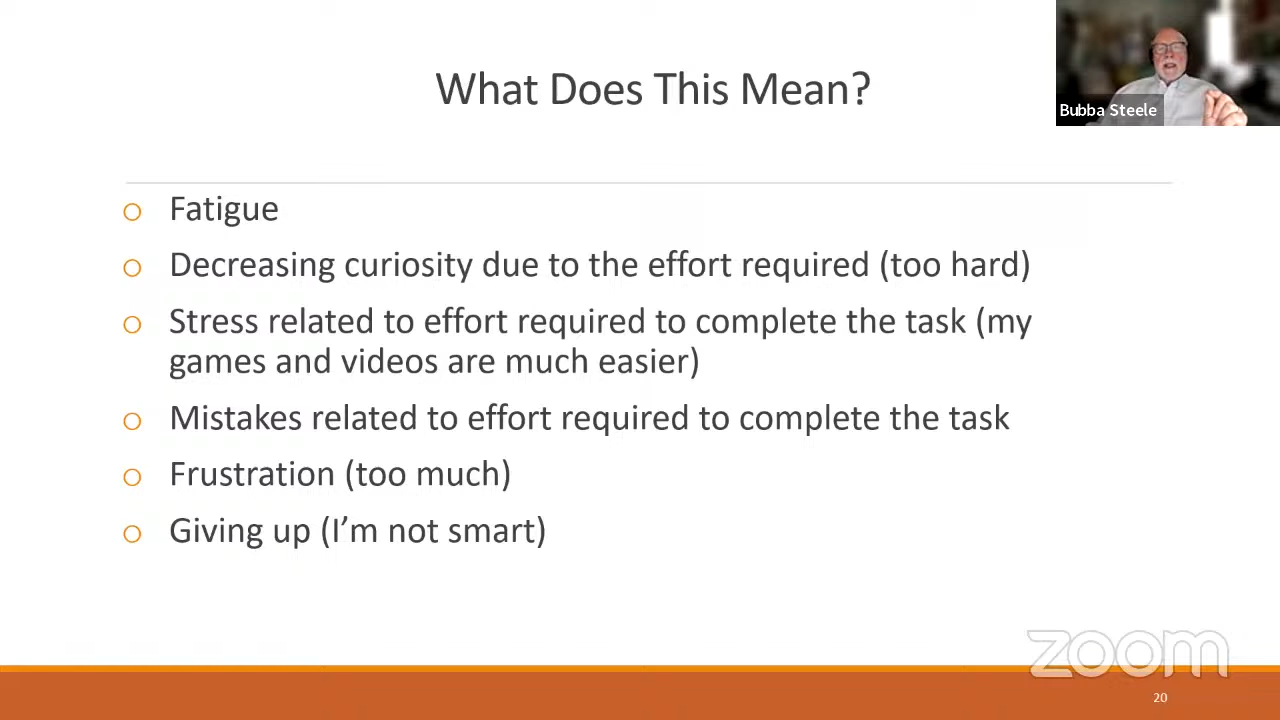 What Does This Mean?
Bubba Steele
o Fatigue
o Decreasing curiosity due to the effort required (too hard)
o Stress related to effort required to complete the task (my
games and videos are much easier)
o Mistakes related to effort required to complete the task
o Frustration (too much)
o Giving up (I’m not smart)
zoom
20